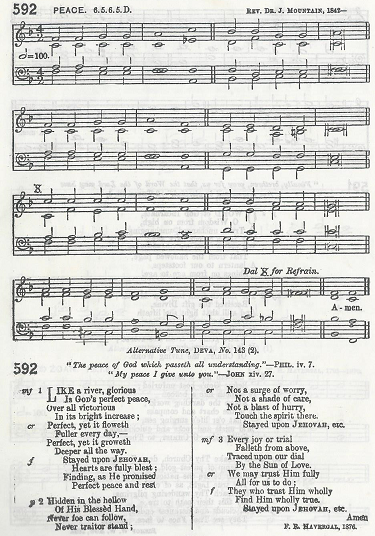 592 PEACE. 6.5.6.5.D. REV. DR. J. MOUNTAIN, 1842—
=100.
Dal 𝄋 for Refrain.
A - men.
Alternative Tune, DEVA, No. 143 (2).
592
"The peace of God which passeth all understanding."—PHIL. iv. 7.
"My peace I give unto you."—JOHN xiv. 27.
mf 1 LIKE a river, glorious
Is God's perfect peace,
Over all victorious
In its bright increase;
cr Perfect, yet it floweth
Fuller every day,—
Perfect, yet it groweth
Deeper all the way.
f Stayed upon JEHOVAH,
Hearts are fully blest;
Finding, as He promised
Perfect peace and rest
p 2 Hidden in the hollow
Of His Blessèd Hand,
Never foe can follow,
Never traitor stand;
cr Not a surge of worry,
Not a shade of care,
Not a blast of hurry,
Touch the spirit there.
Stayed upon JEHOVAH, etc.
mf 3 Every joy or trial
Falleth from above,
Traced upon our dial
By the Sun of Love.
cr We may trust Him fully
All for us to do;
f They who trust Him wholly
Find Him wholly true.
Stayed upon JEHOVAH, etc.
Amen
F. R. HAVERGAL, 1876.